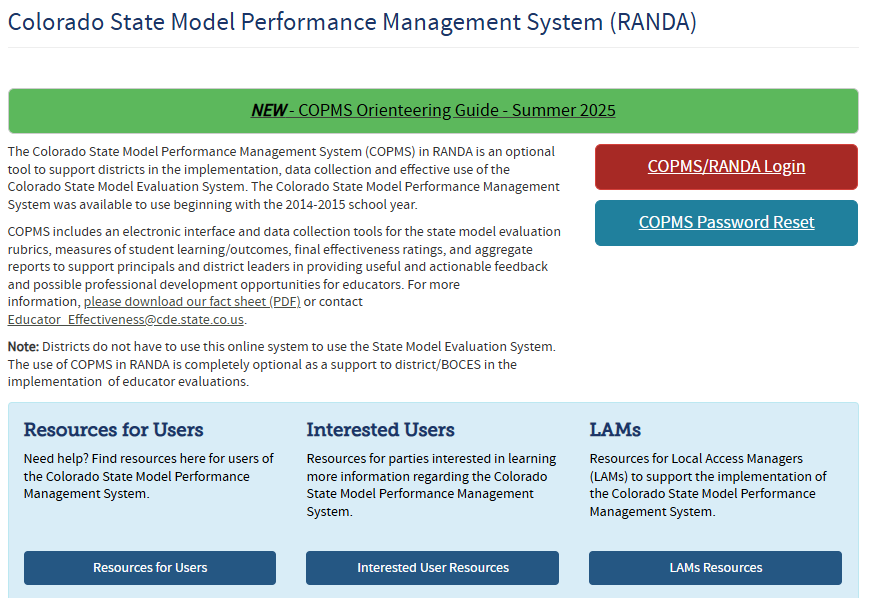 Colorado State Model Performance Management System (RANDA)
NEW - COPMS Orienteering Guide - Summer 2025
The Colorado State Model Performance Management System (COPMS) in RANDA is an optional
tool to support districts in the implementation, data collection and effective use of the
Colorado State Model Evaluation System. The Colorado State Model Performance Management
System was available to use beginning with the 2014-2015 school year.
COPMS includes an electronic interface and data collection tools for the state model evaluation
rubrics, measures of student learning/outcomes, final effectiveness ratings, and aggregate
reports to support principals and district leaders in providing useful and actionable feedback
and possible professional development opportunities for educators. For more
information, please download our fact sheet (PDF) or contact
Educator_Effectiveness@cde.state.co.us.
Note: Districts do not have to use this online system to use the State Model Evaluation System.
The use of COPMS in RANDA is completely optional as a support to district/BOCES in the
implementation of educator evaluations.
COPMS/RANDA Login
COPMS Password Reset
Resources for Users
Need help? Find resources here for users of
the Colorado State Model Performance
Management System.
Resources for Users
Interested Users
Resources for parties interested in learning
more information regarding the Colorado
State Model Performance Management
System.
Interested User Resources
LAMs
Resources for Local Access Managers
(LAMs) to support the implementation of
the Colorado State Model Performance
Management System.
LAMs Resources